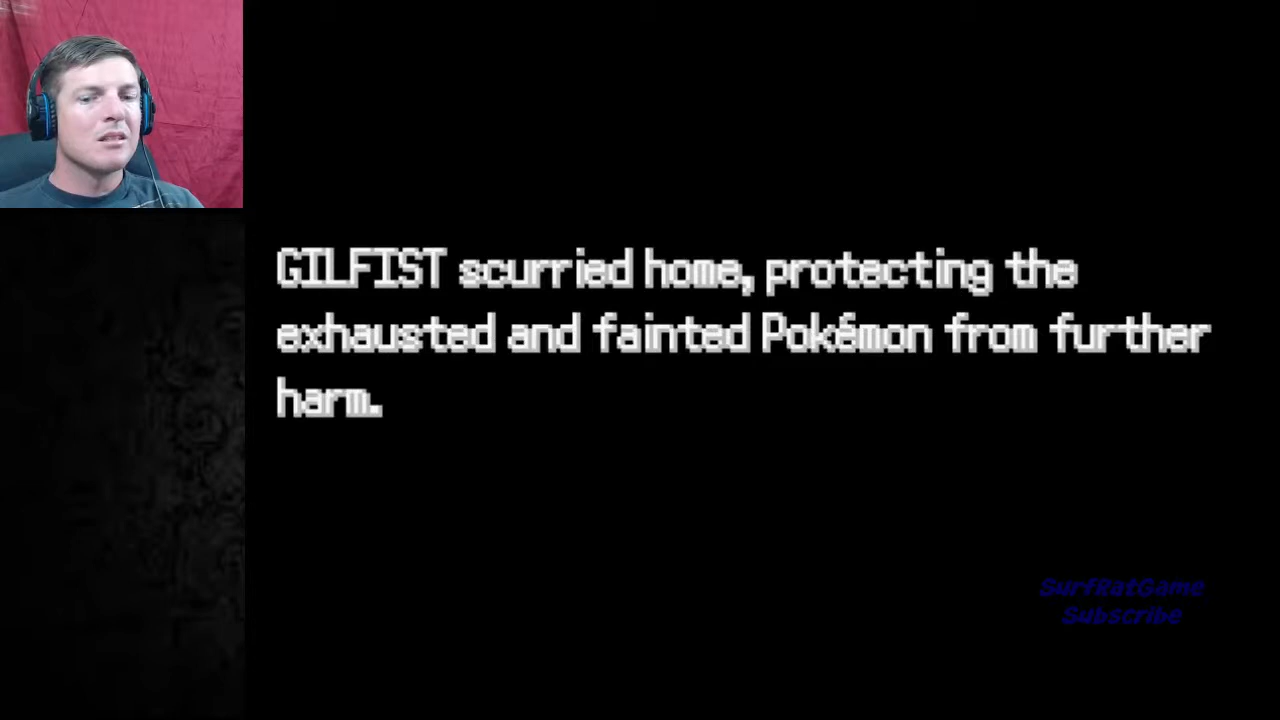 GILFIST scurried home, protecting the
exhausted and fainted Pokémon from further
harm.
SurfRatGame
Subscribe